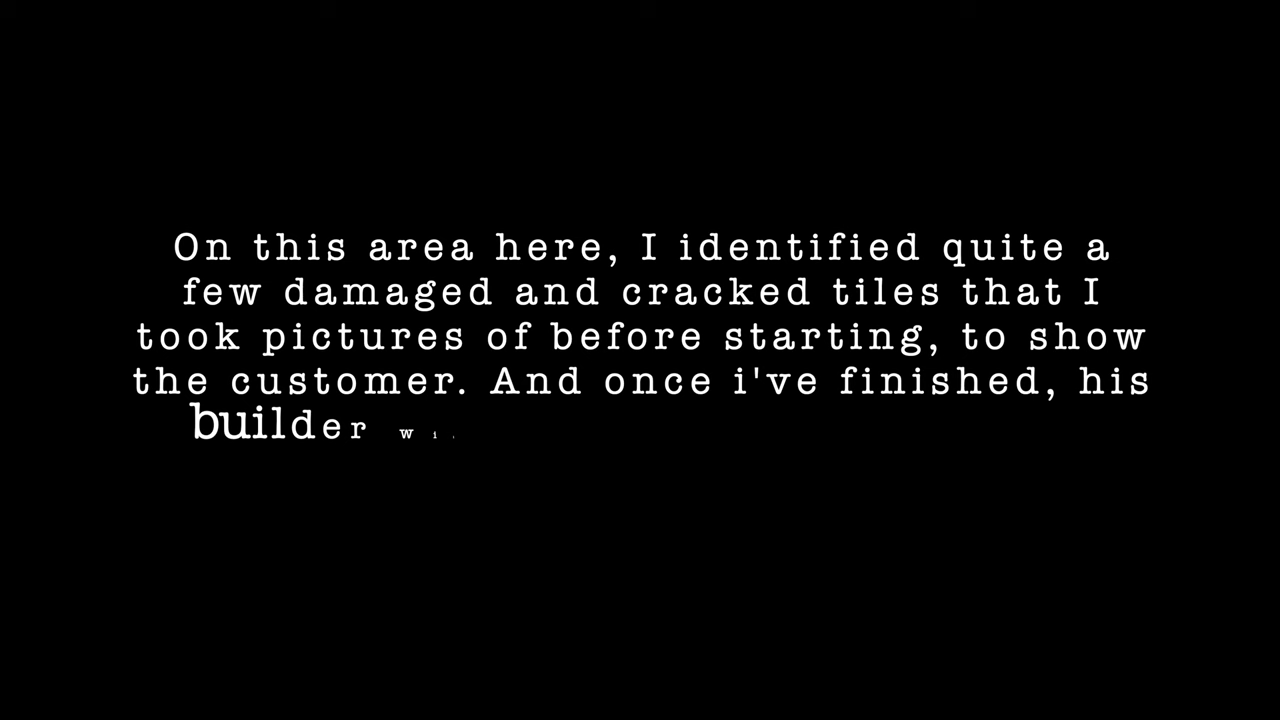 On this area here, I identified quite a
few damaged and cracked tiles that I
took pictures of before starting, to show
the customer. And once i've finished, his
builder wi